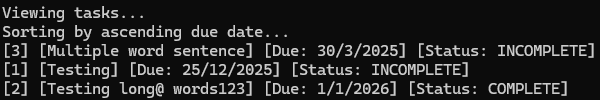 Viewing tasks...
Sorting by ascending due date...
[3] [Multiple word sentence] [Due: 30/3/2025] [Status: INCOMPLETE]
[1] [Testing] [Due: 25/12/2025] [Status: INCOMPLETE]
[2] [Testing long@ words123] [Due: 1/1/2026] [Status: COMPLETE]